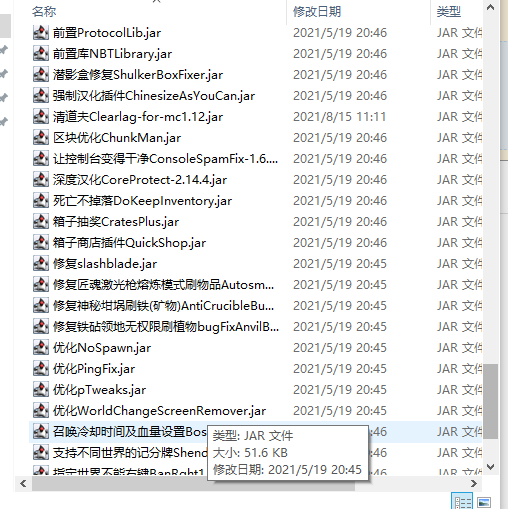 名称 修改日期 类型
前置ProtocolLib.jar 2021/5/19 20:46 JAR 文件
前置库NBTLibrary.jar 2021/5/19 20:46 JAR 文件
潜影盒修复ShulkerBoxFixer.jar 2021/5/19 20:46 JAR 文件
强制汉化插件ChinesizeAsYouCan.jar 2021/5/19 20:46 JAR 文件
清道夫Clearlag-for-mc1.12.jar 2021/8/15 11:11 JAR 文件
区块优化ChunkMan.jar 2021/5/19 20:46 JAR 文件
让控制台变得干净ConsoleSpamFix-1.6.... 2021/5/19 20:46 JAR 文件
深度汉化CoreProtect-2.14.4.jar 2021/5/19 20:46 JAR 文件
死亡不掉落DoKeepInventory.jar 2021/5/19 20:46 JAR 文件
箱子抽奖CratesPlus.jar 2021/5/19 20:46 JAR 文件
箱子商店插件QuickShop.jar 2021/5/19 20:46 JAR 文件
修复slashblade.jar 2021/5/19 20:45 JAR 文件
修复匠魂激光枪熔炼模式刷物品Autosm... 2021/5/19 20:45 JAR 文件
修复神秘坩埚刷铁(矿物)AntiCrucibleBu... 2021/5/19 20:45 JAR 文件
修复铁砧领地无权限刷植物bugFixAnvilB... 2021/5/19 20:45 JAR 文件
优化NoSpawn.jar 2021/5/19 20:45 JAR 文件
优化PingFix.jar 2021/5/19 20:45 JAR 文件
优化pTweaks.jar 2021/5/19 20:45 JAR 文件
优化WorldChangeScreenRemover.jar 2021/5/19 20:45 JAR 文件
召唤冷却时间及血量设置Bos 20:46 JAR 文件
类型: JAR 文件
支持不同世界的记分牌Shend 20:45 JAR 文件
大小: 51.6 KB
修改日期: 2021/5/19 20:45
指定世界不能右键BanRght1 JAR 文件